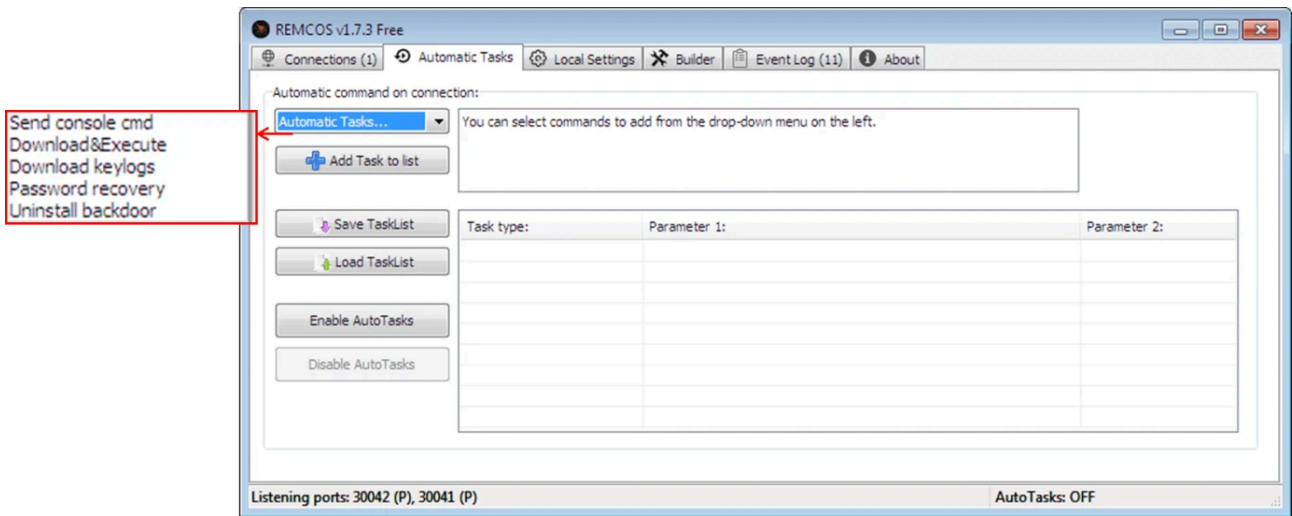 REMCOS v1.7.3 Free
Connections (1) Automatic Tasks Local Settings Builder Event Log (11) About
Automatic command on connection:
Automatic Tasks...
You can select commands to add from the drop-down menu on the left.
Send console cmd
Download&Execute
Download keylogs
Password recovery
Uninstall backdoor
Add Task to list
Save TaskList
Load TaskList
Enable AutoTasks
Disable AutoTasks
Task type: Parameter 1: Parameter 2:
Listening ports: 30042 (P), 30041 (P) AutoTasks: OFF